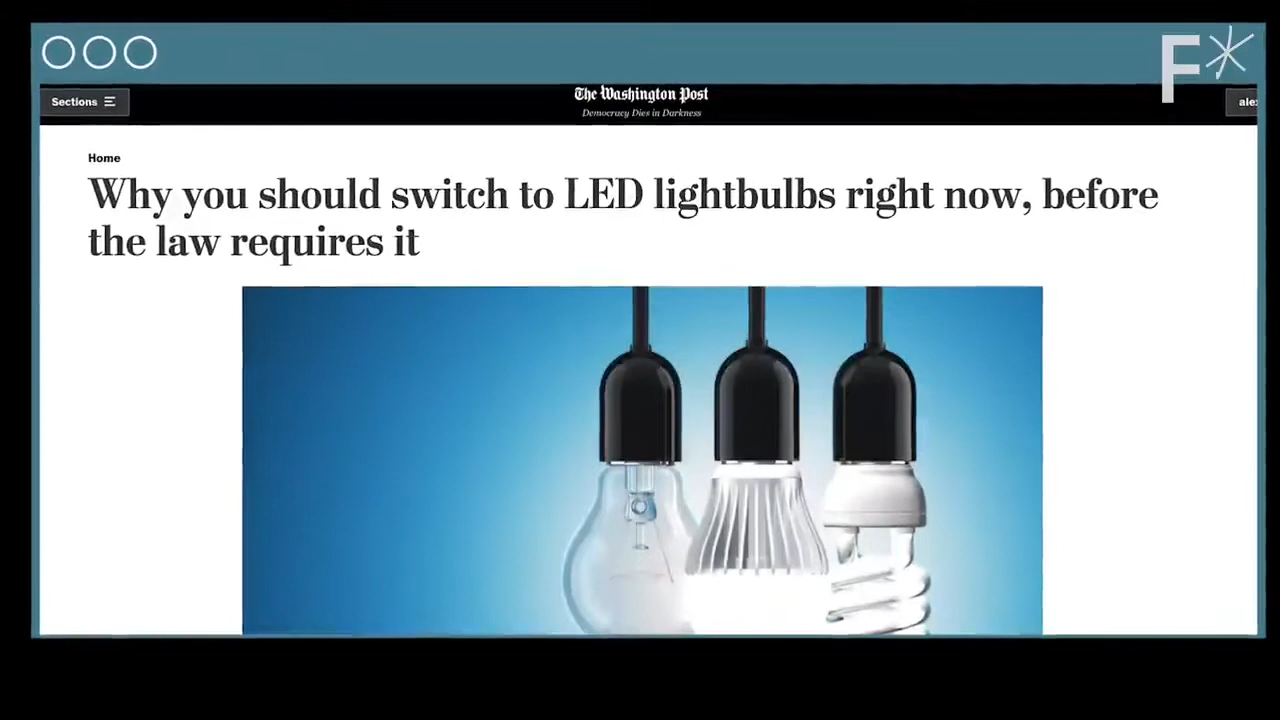 F*
Sections
The Washington Post
Democracy Dies in Darkness
alex
Home
Why you should switch to LED lightbulbs right now, before
the law requires it